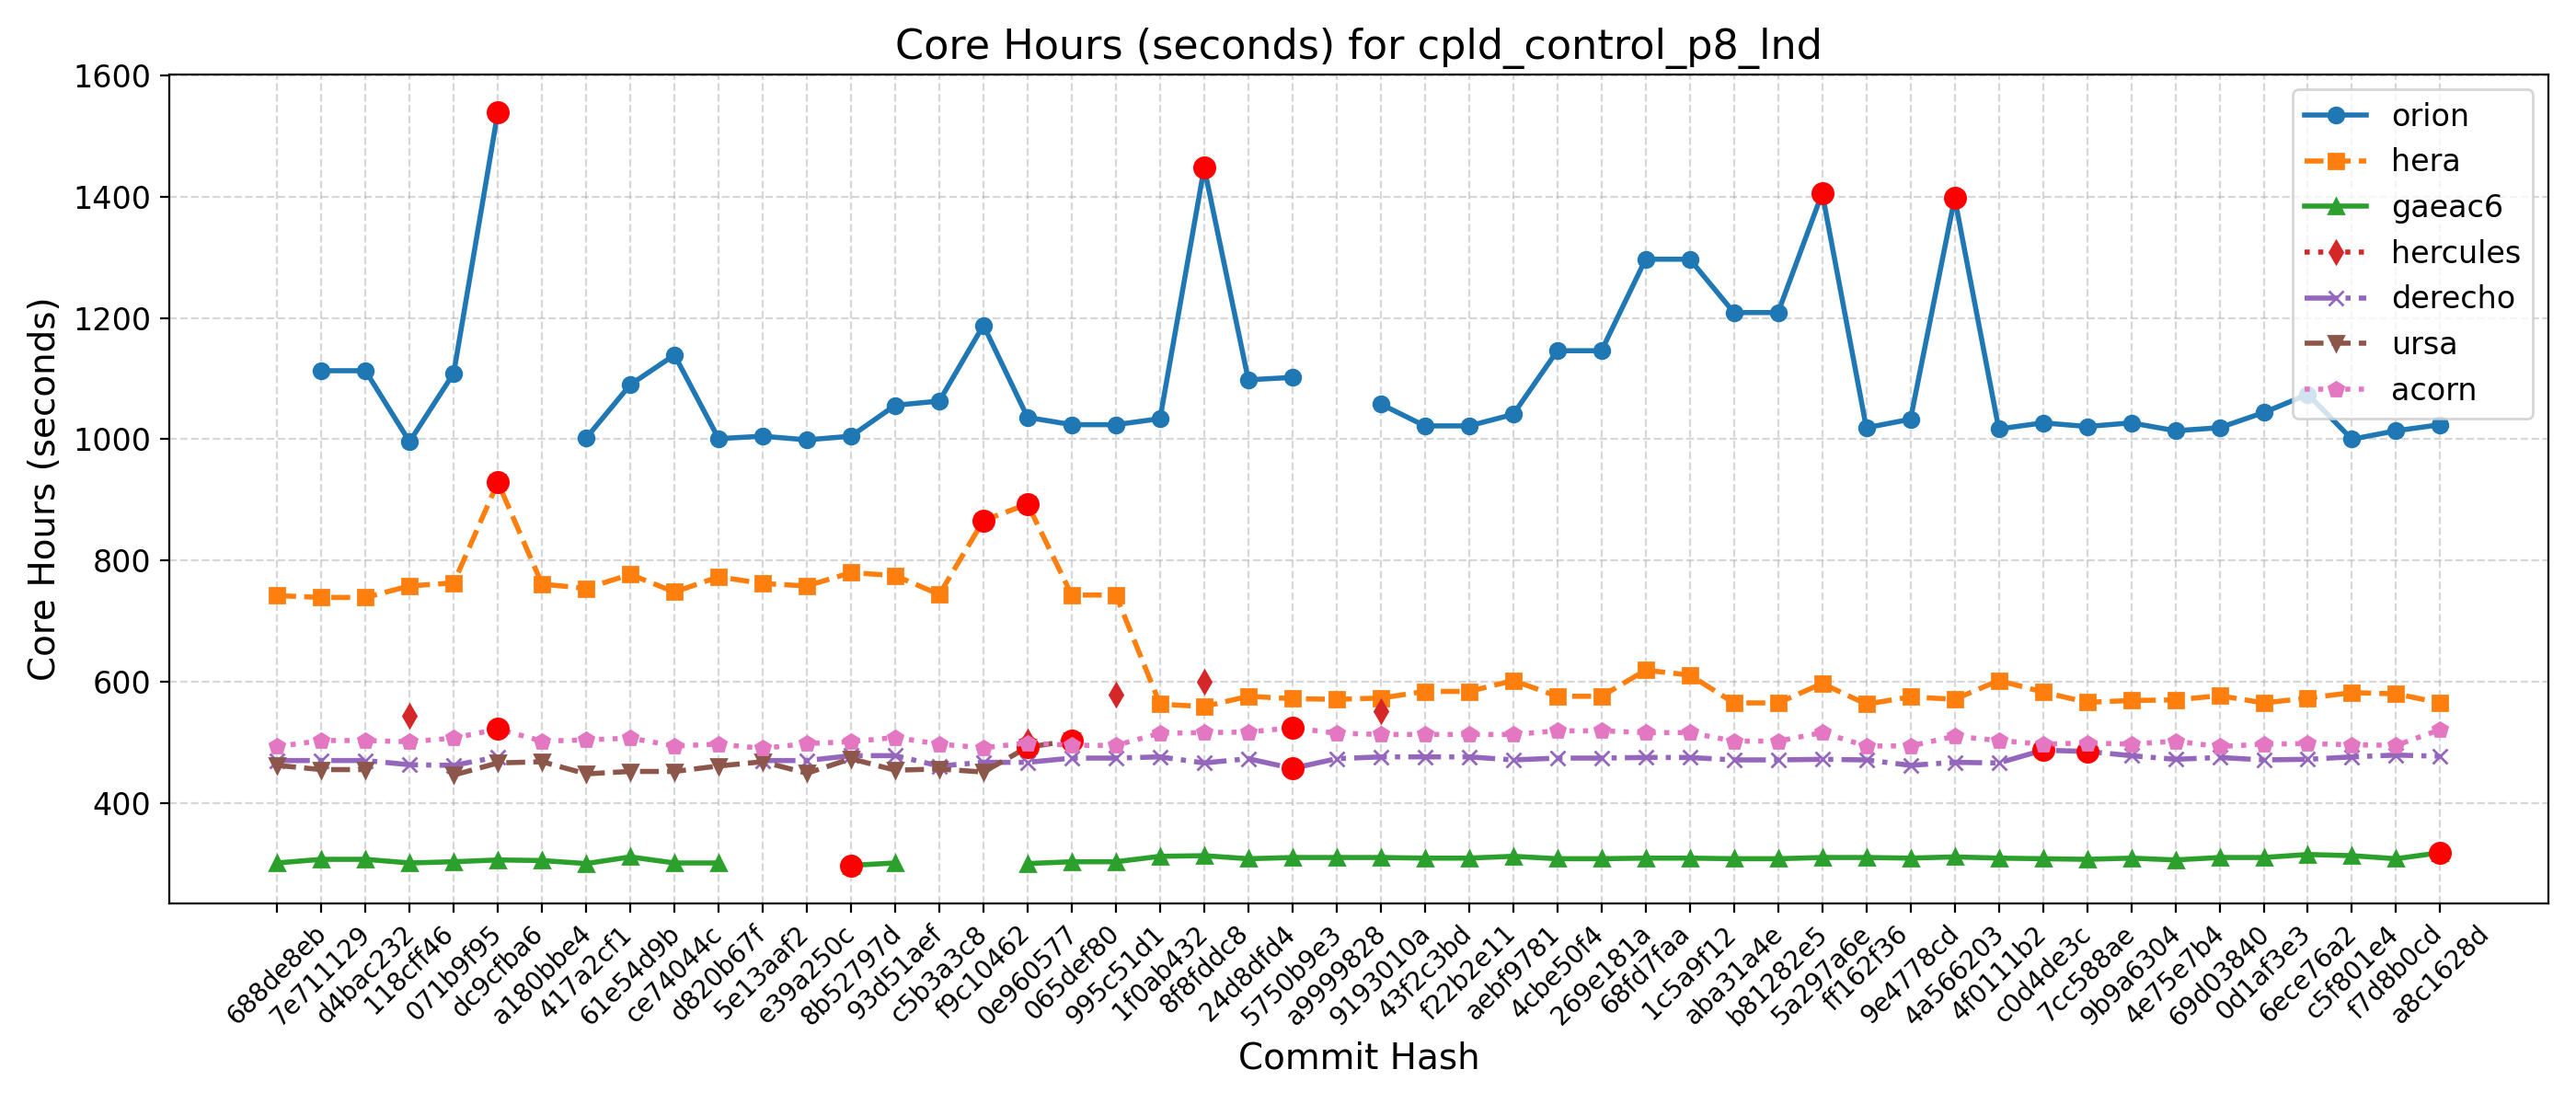 Core Hours (seconds) for cpld_control_p8_lnd
Core Hours (seconds)
1600
1400
1200
1000
800
600
400
orion
hera
gaeac6
hercules
derecho
ursa
acorn
688de8eb
7e711129
d4bac232
118cff46
071b9f95
dc9cfba6
a180bbe4
417a2cf1
61e54d9b
ce74044c
d820b67f
5e13aaf2
e39a250c
8b52797d
93d51aef
c5b3a3c8
f9c10462
0e960577
065def80
995c51d1
1f0ab432
8f8fddc8
24d8dfd4
5750b9e3
a9999828
9193010a
43f2c3bd
f22b2e11
aebf9781
4cbe50f4
269e181a
68fd7faa
1c5a9f12
aba31a4e
b81282e5
5a297a6e
ff162f36
9e4778cd
4a566203
4f0111b2
c0d4de3c
7cc588ae
9b9a6304
4e75e7b4
69d03840
0d1af3e3
6ece76a2
c5f801e4
f7d8b0cd
a8c1628d
Commit Hash